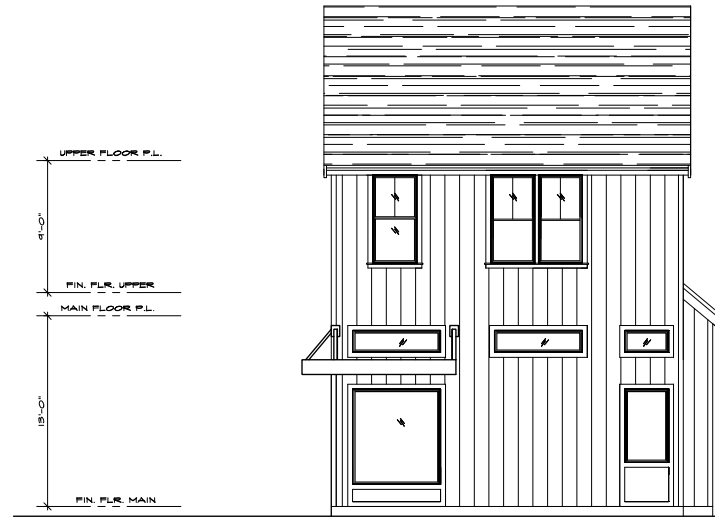 UPPER FLOOR P.L.
9'-0"
FIN. FLR. UPPER
MAIN FLOOR P.L.
13'-0"
FIN. FLR. MAIN